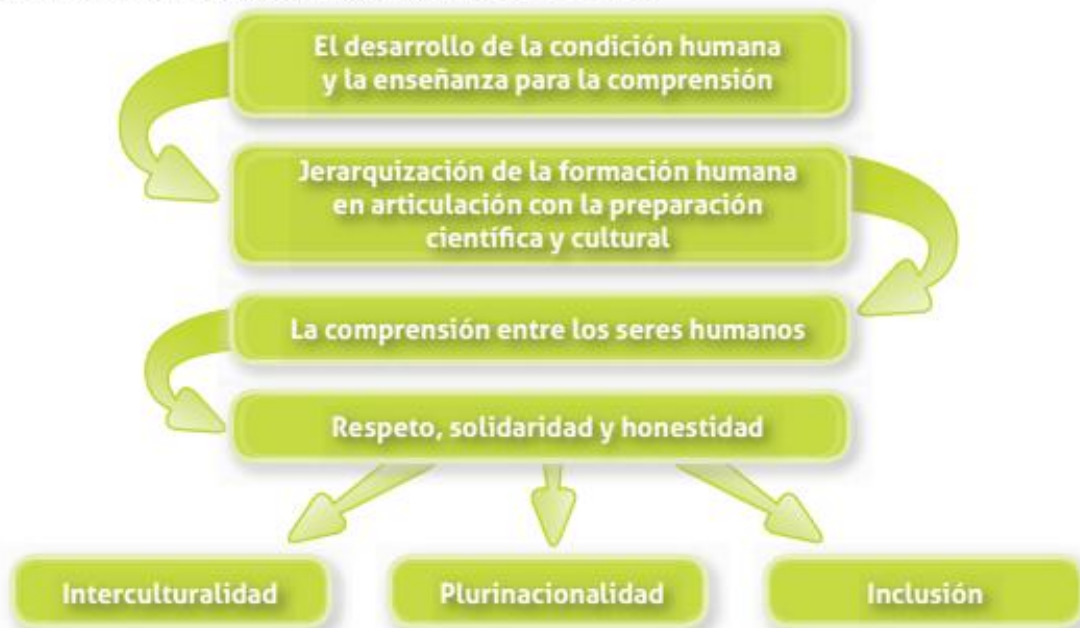 El desarrollo de la condición humana
y la enseñanza para la comprensión
Jerarquización de la formación humana
en articulación con la preparación
científica y cultural
La comprensión entre los seres humanos
Respeto, solidaridad y honestidad
Interculturalidad
Plurinacionalidad
Inclusión